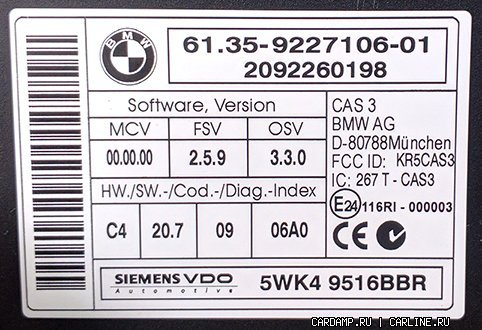 BMW
61.35-9227106-01
2092260198
Software, Version
MCV FSV OSV
00.00.00 2.5.9 3.3.0
HW./SW.-/Cod.-/Diag.-Index
C4 20.7 09 06A0
CAS 3
BMW AG
D-80788München
FCC ID: KR5CAS3
IC: 267 T - CAS3
E24 116RI - 000003
CE
SIEMENS VDO
Automotive
5WK4 9516BBR
CARDAMP.RU | CARLINE.RU